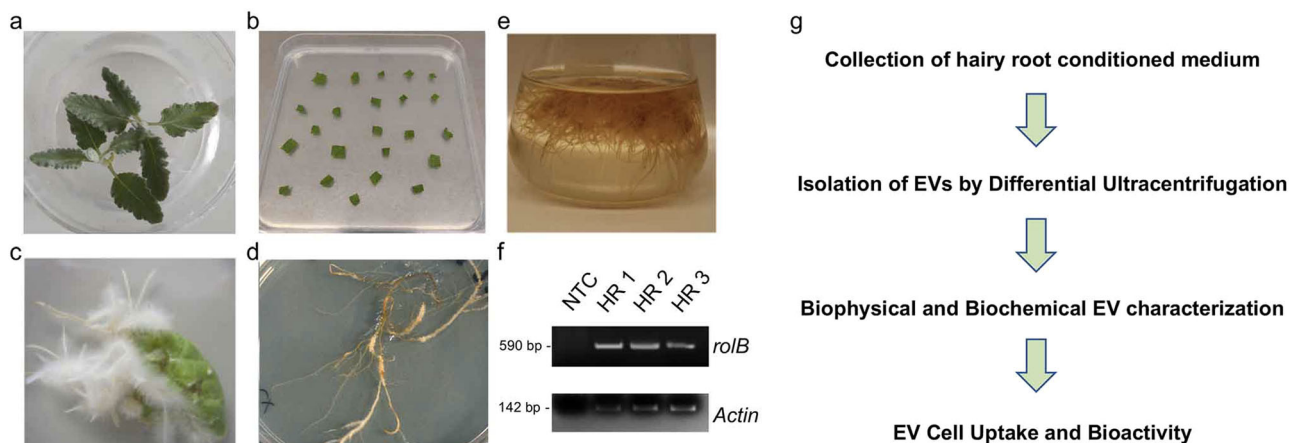 a
b
e
g
Collection of hairy root conditioned medium
Isolation of EVs by Differential Ultracentrifugation
Biophysical and Biochemical EV characterization
EV Cell Uptake and Bioactivity
c
d
f
NTC
HR 1
HR 2
HR 3
590 bp -
rolB
142 bp -
Actin